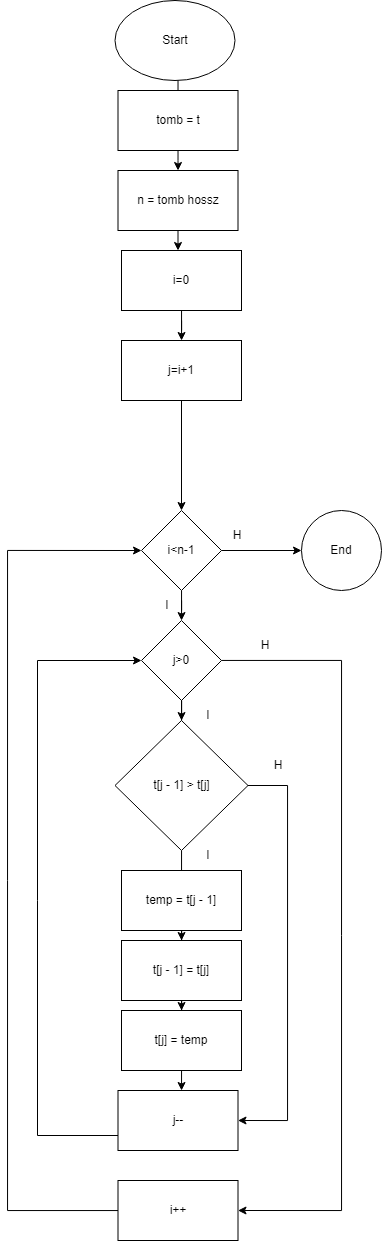 Start
tomb = t
n = tomb hossz
i=0
j=i+1
i<n-1
H
End
I
j>0
H
I
t[j - 1] > t[j]
H
I
temp = t[j - 1]
t[j - 1] = t[j]
t[j] = temp
j--
i++